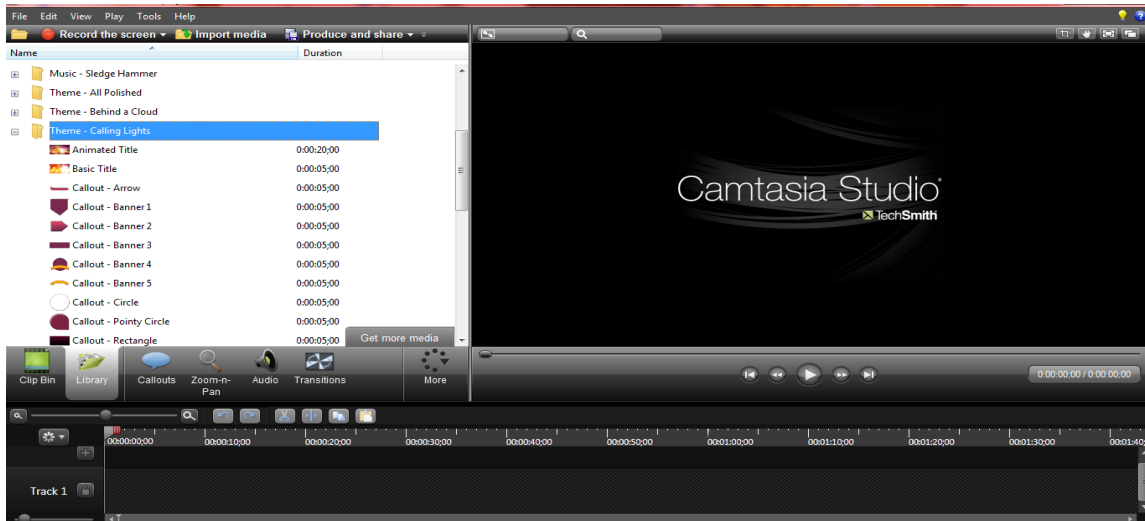 File Edit View Play Tools Help
Record the screen Import media Produce and share
Name Duration
Music - Sledge Hammer
Theme - All Polished
Theme - Behind a Cloud
Theme - Calling Lights
Animated Title 0:00:20;00
Basic Title 0:00:05;00
Callout - Arrow 0:00:05;00
Callout - Banner 1 0:00:05;00
Callout - Banner 2 0:00:05;00
Callout - Banner 3 0:00:05;00
Callout - Banner 4 0:00:05;00
Callout - Banner 5 0:00:05;00
Callout - Circle 0:00:05;00
Callout - Pointy Circle 0:00:05;00
Callout - Rectangle 0:00:05;00 Get more media
Camtasia Studio®
TechSmith
Clip Bin Library Callouts Zoom-n-Pan Audio Transitions More
0:00:00;00 / 0:00:00;00
00:00:00;00 00:00:10;00 00:00:20;00 00:00:30;00 00:00:40;00 00:00:50;00 00:01:00;00 00:01:10;00 00:01:20;00 00:01:30;00 00:01:40;
Track 1